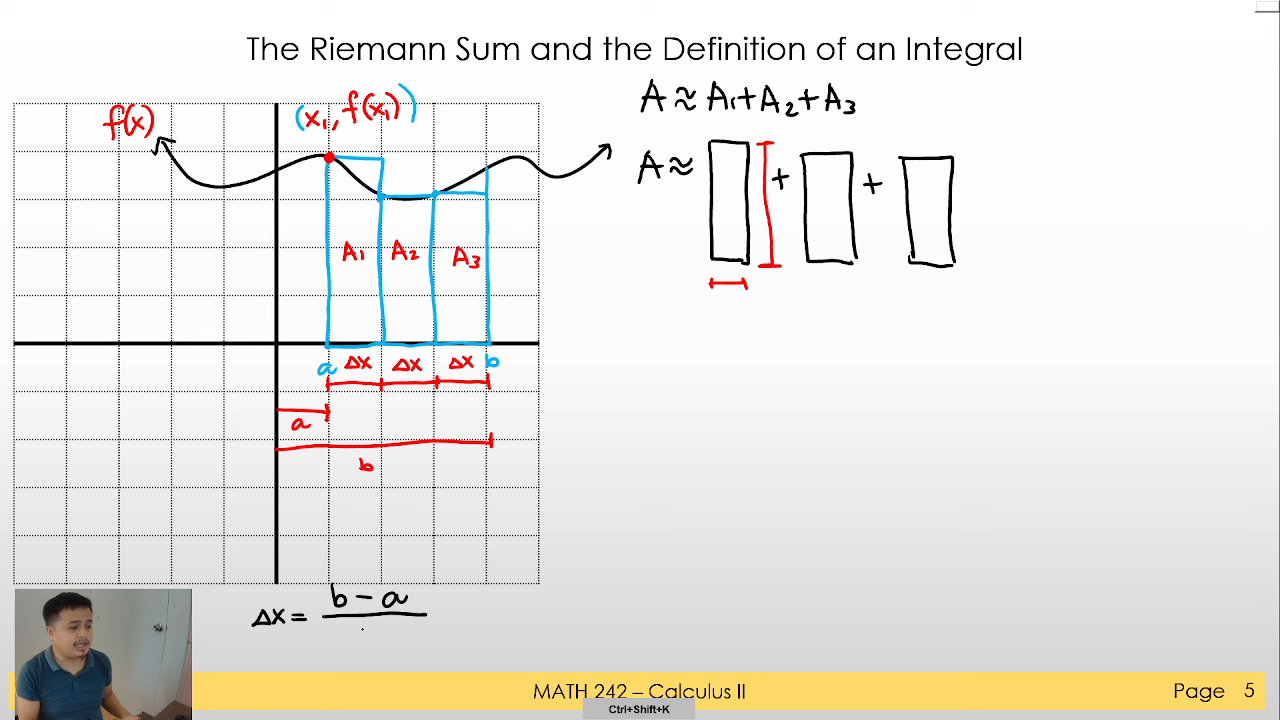 The Riemann Sum and the Definition of an Integral
f(x)
(x₁, f(x₁))
A ≈ A₁+A₂+A₃
A ≈ + +
A₁ A₂ A₃
a Δx Δx Δx b
a
b
Δx = b - a
MATH 242 – Calculus II
Page 5
Ctrl+Shift+K